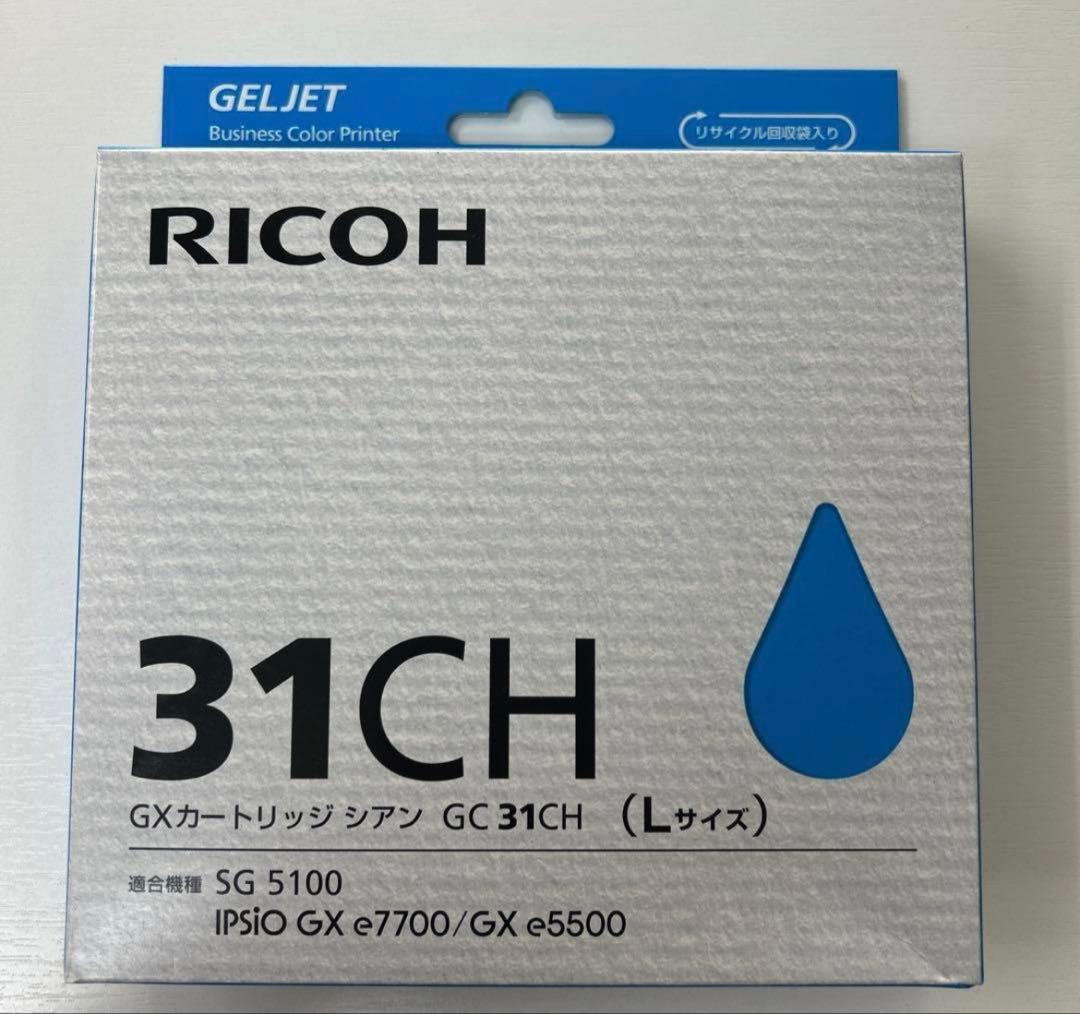 GELJET
Business Color Printer
リサイクル回収袋入り
RICOH
31CH
GXカートリッジ シアン GC 31CH （Lサイズ）
適合機種 SG 5100
IPSiO GX e7700/GX e5500